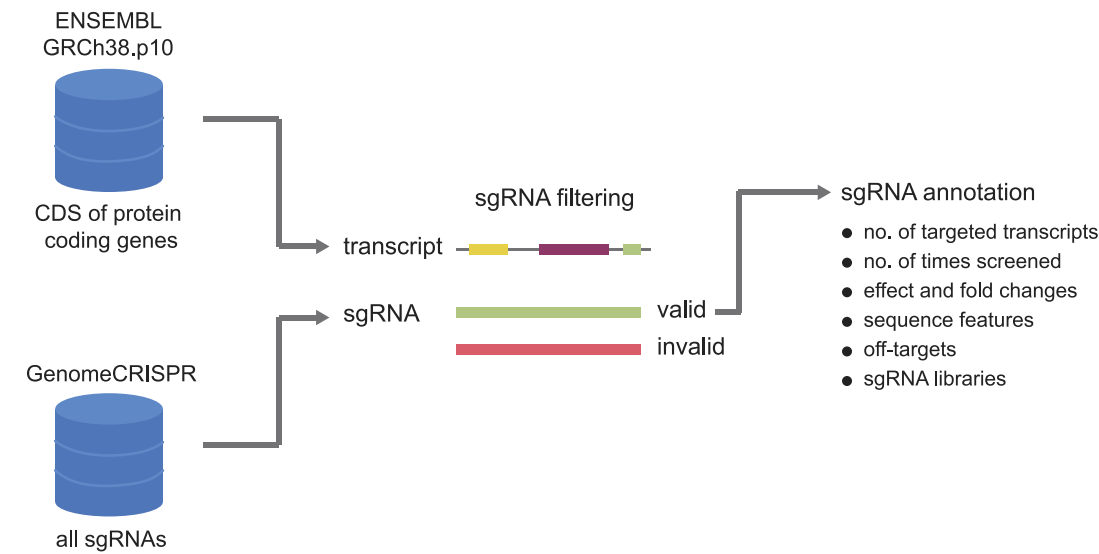 ENSEMBL
GRCh38.p10
CDS of protein
coding genes
GenomeCRISPR
all sgRNAs
sgRNA filtering
transcript
sgRNA
valid
invalid
sgRNA annotation
● no. of targeted transcripts
● no. of times screened
● effect and fold changes
● sequence features
● off-targets
● sgRNA libraries